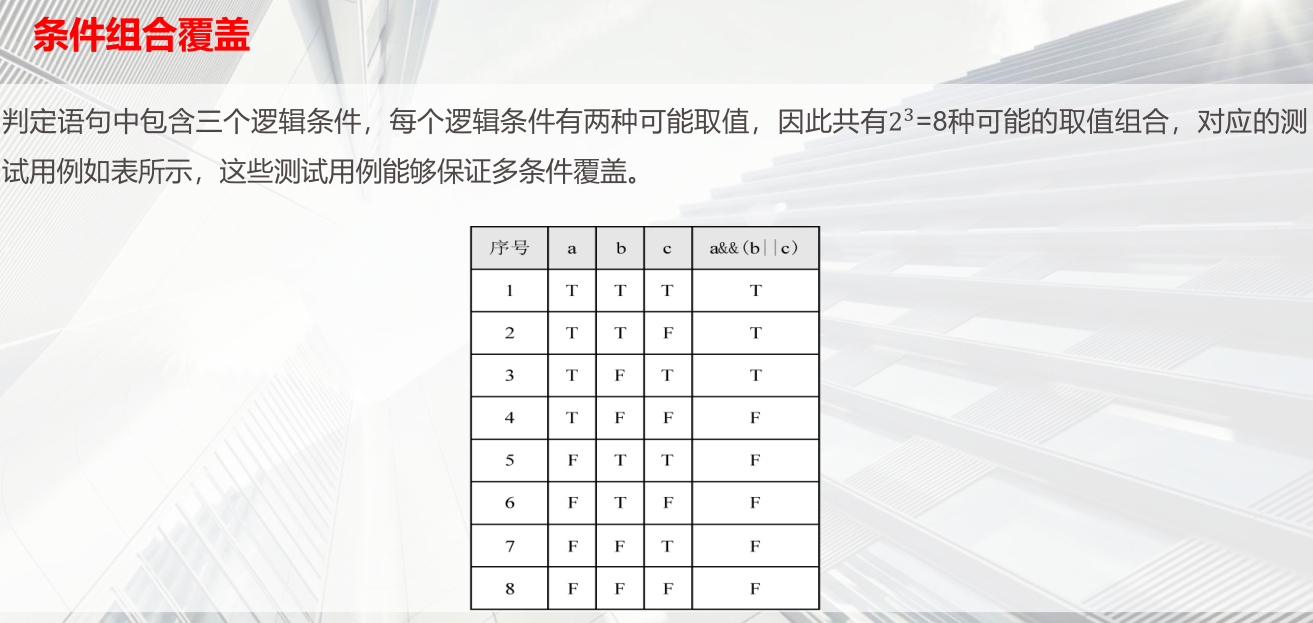 条件组合覆盖
判定语句中包含三个逻辑条件，每个逻辑条件有两种可能取值，因此共有2³=8种可能的取值组合，对应的测
试用例如表所示，这些测试用例能够保证多条件覆盖。
序号 a b c a&&(b||c)
1 T T T T
2 T T F T
3 T F T T
4 T F F F
5 F T T F
6 F T F F
7 F F T F
8 F F F F